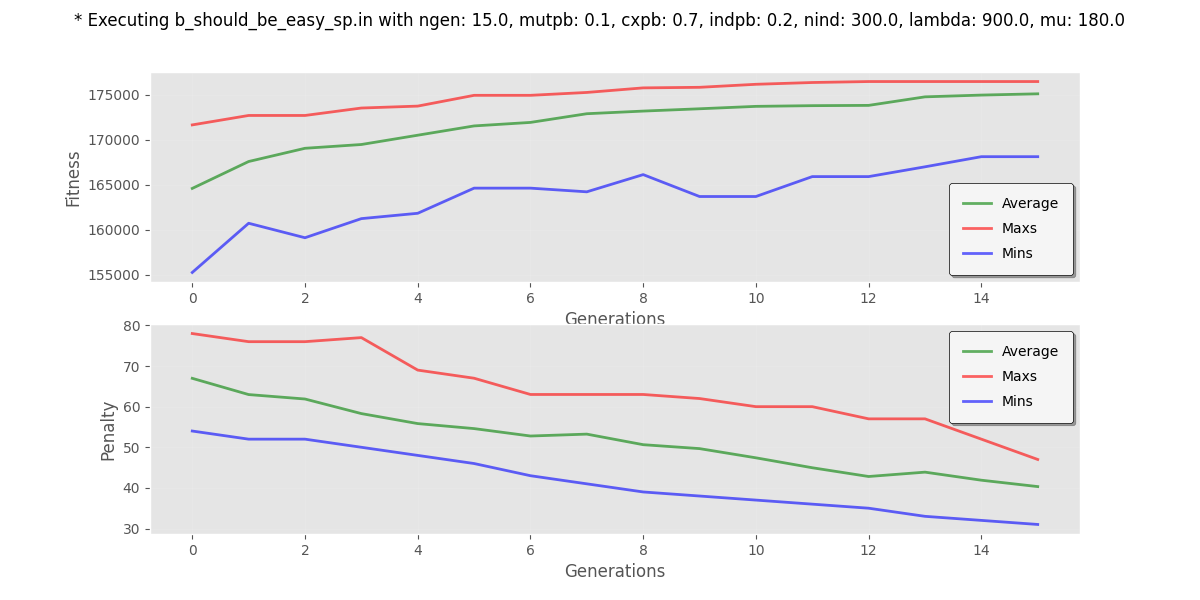 * Executing b_should_be_easy_sp.in with ngen: 15.0, mutpb: 0.1, cxpb: 0.7, indpb: 0.2, nind: 300.0, lambda: 900.0, mu: 180.0
Fitness
175000
170000
165000
160000
155000
Average
Maxs
Mins
0 2 4 6 8 10 12 14
Generations
Penalty
80
70
60
50
40
30
Average
Maxs
Mins
0 2 4 6 8 10 12 14
Generations